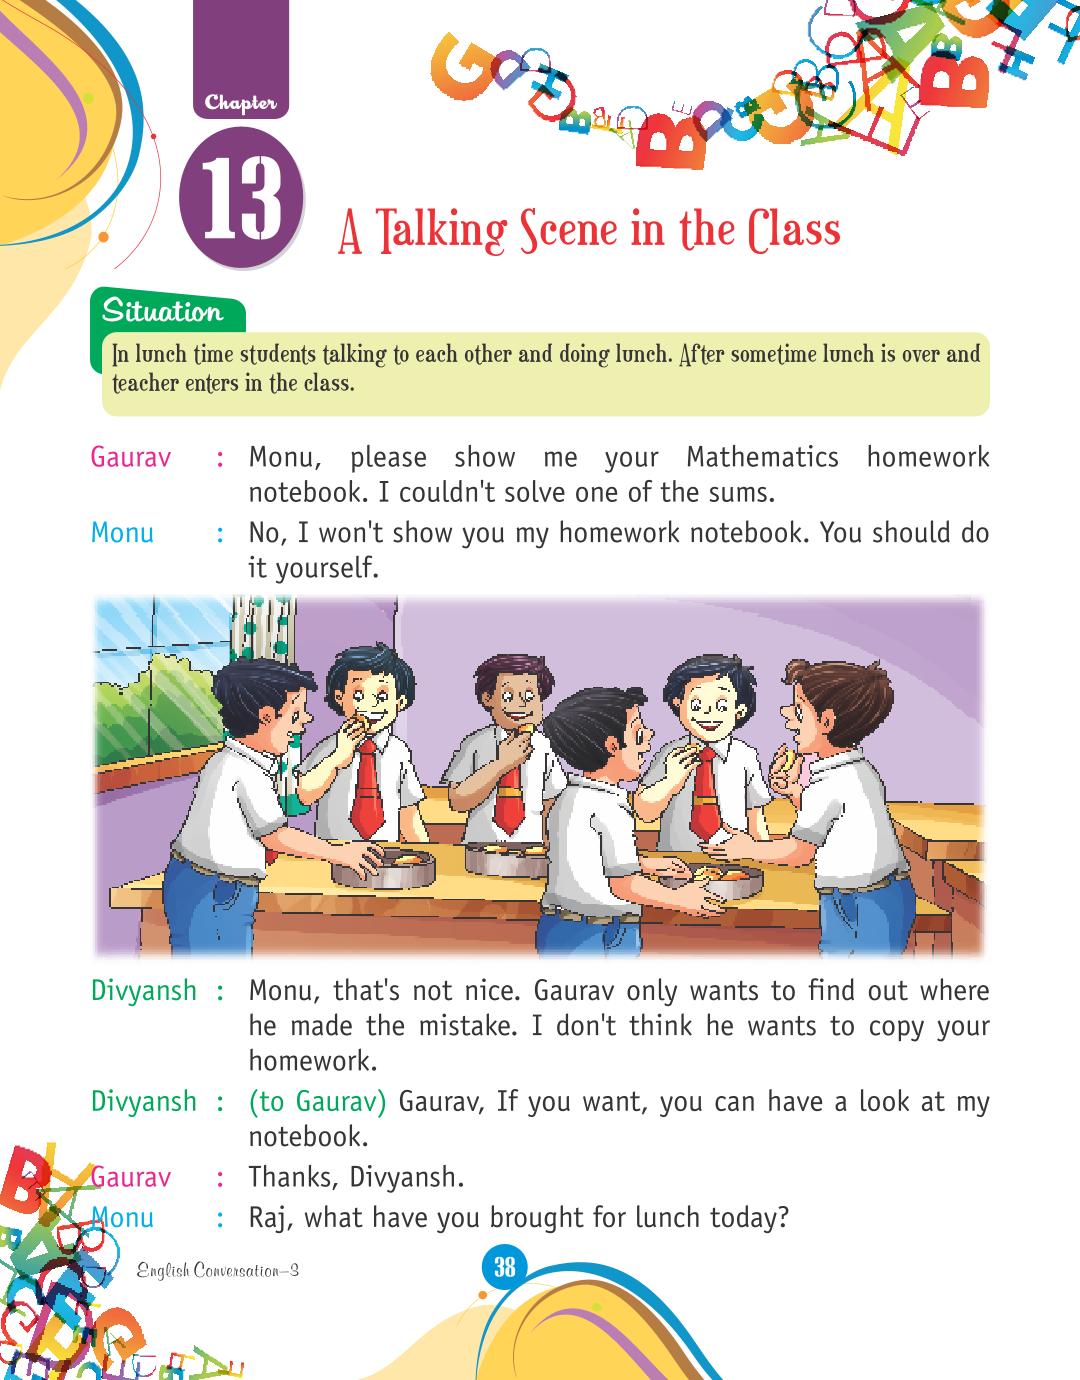 Chapter
13
A Talking Scene in the Class
Situation
In lunch time students talking to each other and doing lunch. After sometime lunch is over and
teacher enters in the class.
Gaurav : Monu, please show me your Mathematics homework
notebook. I couldn't solve one of the sums.
Monu : No, I won't show you my homework notebook. You should do
it yourself.
Divyansh : Monu, that's not nice. Gaurav only wants to find out where
he made the mistake. I don't think he wants to copy your
homework.
Divyansh : (to Gaurav) Gaurav, If you want, you can have a look at my
notebook.
Gaurav : Thanks, Divyansh.
Monu : Raj, what have you brought for lunch today?
English Conversation–3
38